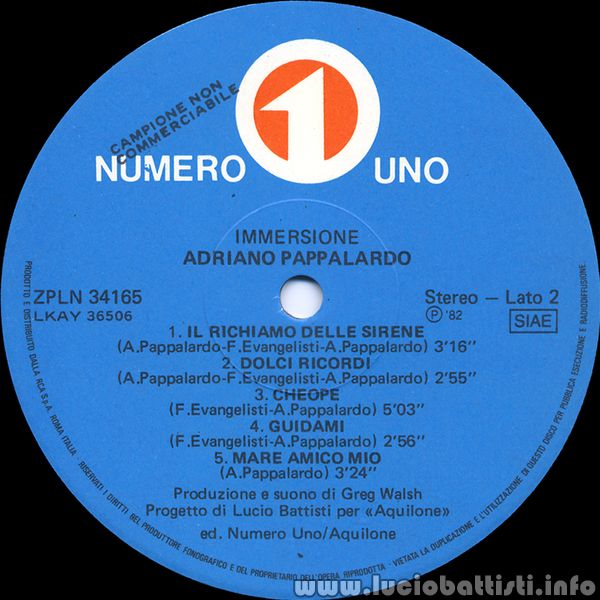 1
CAMPIONE NON
COMMERCIABILE
NUMERO UNO
IMMERSIONE
ADRIANO PAPPALARDO
ZPLN 34165
LKAY 36506
Stereo — Lato 2
Ⓟ '82
SIAE
1. IL RICHIAMO DELLE SIRENE
(A.Pappalardo-F.Evangelisti-A.Pappalardo) 3'16''
2. DOLCI RICORDI
(A.Pappalardo-F.Evangelisti-A.Pappalardo) 2'55''
3. CHEOPE
(F.Evangelisti-A.Pappalardo) 5'03''
4. GUIDAMI
(F.Evangelisti-A.Pappalardo) 2'56''
5. MARE AMICO MIO
(A.Pappalardo) 3'24''
Produzione e suono di Greg Walsh
Progetto di Lucio Battisti per «Aquilone»
ed. Numero Uno/Aquilone
PRODOTTO E DISTRIBUITO DALLA RCA S.p.A. ROMA ITALIA - RISERVATI I DIRITTI DEL PRODUTTORE FONOGRAFICO E DEL PROPRIETARIO DELL'OPERA RIPRODOTTA - VIETATA LA DUPLICAZIONE E L'UTILIZZAZIONE DI QUESTO DISCO PER PUBBLICA ESECUZIONE E RADIODIFFUSIONE
www.luciobattisti.info